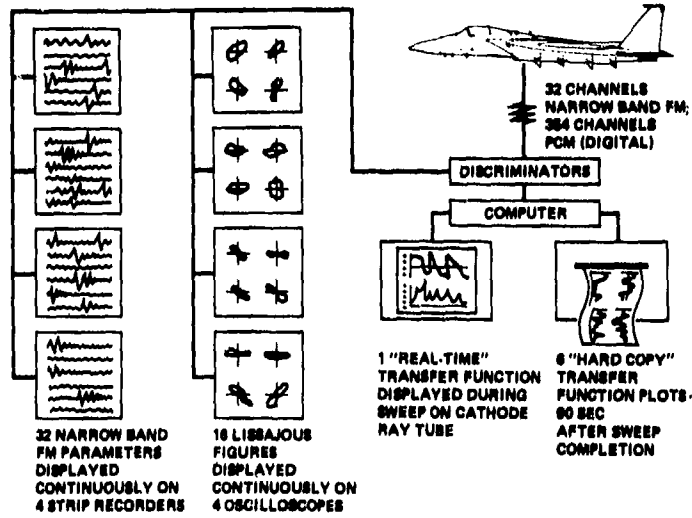 32 CHANNELS
NARROW BAND FM;
384 CHANNELS
PCM (DIGITAL)
DISCRIMINATORS
COMPUTER
1 "REAL-TIME"
TRANSFER FUNCTION
DISPLAYED DURING
SWEEP ON CATHODE
RAY TUBE
6 "HARD COPY"
TRANSFER
FUNCTION PLOTS-
90 SEC
AFTER SWEEP
COMPLETION
32 NARROW BAND
FM PARAMETERS
DISPLAYED
CONTINUOUSLY ON
4 STRIP RECORDERS
16 LISSAJOUS
FIGURES
DISPLAYED
CONTINUOUSLY ON
4 OSCILLOSCOPES